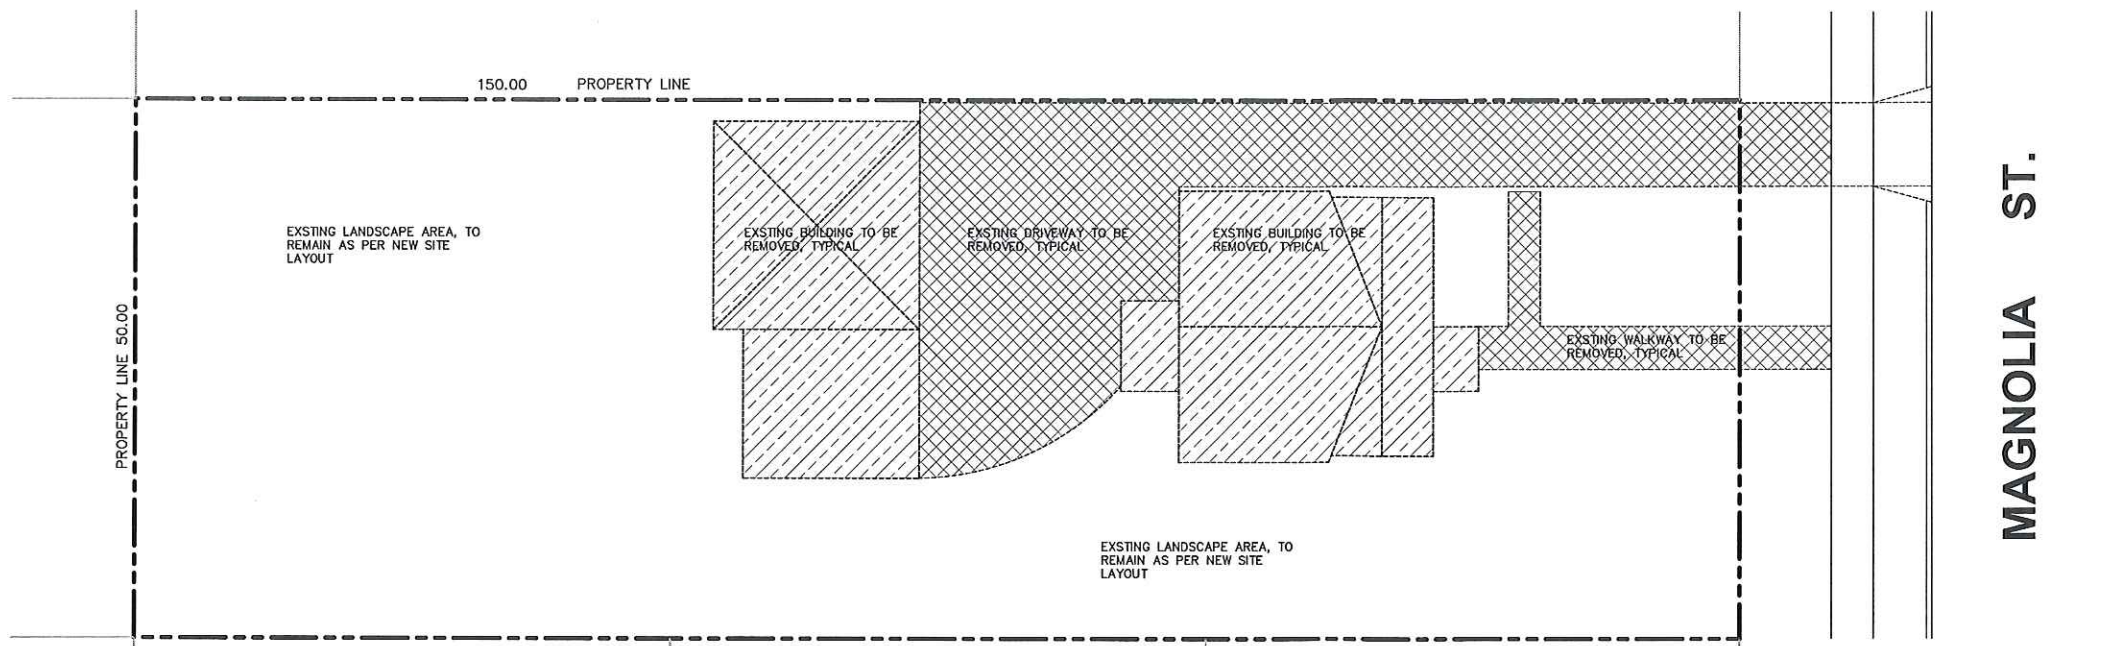 150.00 PROPERTY LINE
EXSTING LANDSCAPE AREA, TO
REMAIN AS PER NEW SITE
LAYOUT
EXSTING BUILDING TO BE
REMOVED, TYPICAL
EXSTING DRIVEWAY TO BE
REMOVED, TYPICAL
EXSTING BUILDING TO BE
REMOVED, TYPICAL
EXSTING WALKWAY TO BE
REMOVED, TYPICAL
PROPERTY LINE 50.00
EXSTING LANDSCAPE AREA, TO
REMAIN AS PER NEW SITE
LAYOUT
MAGNOLIA ST.